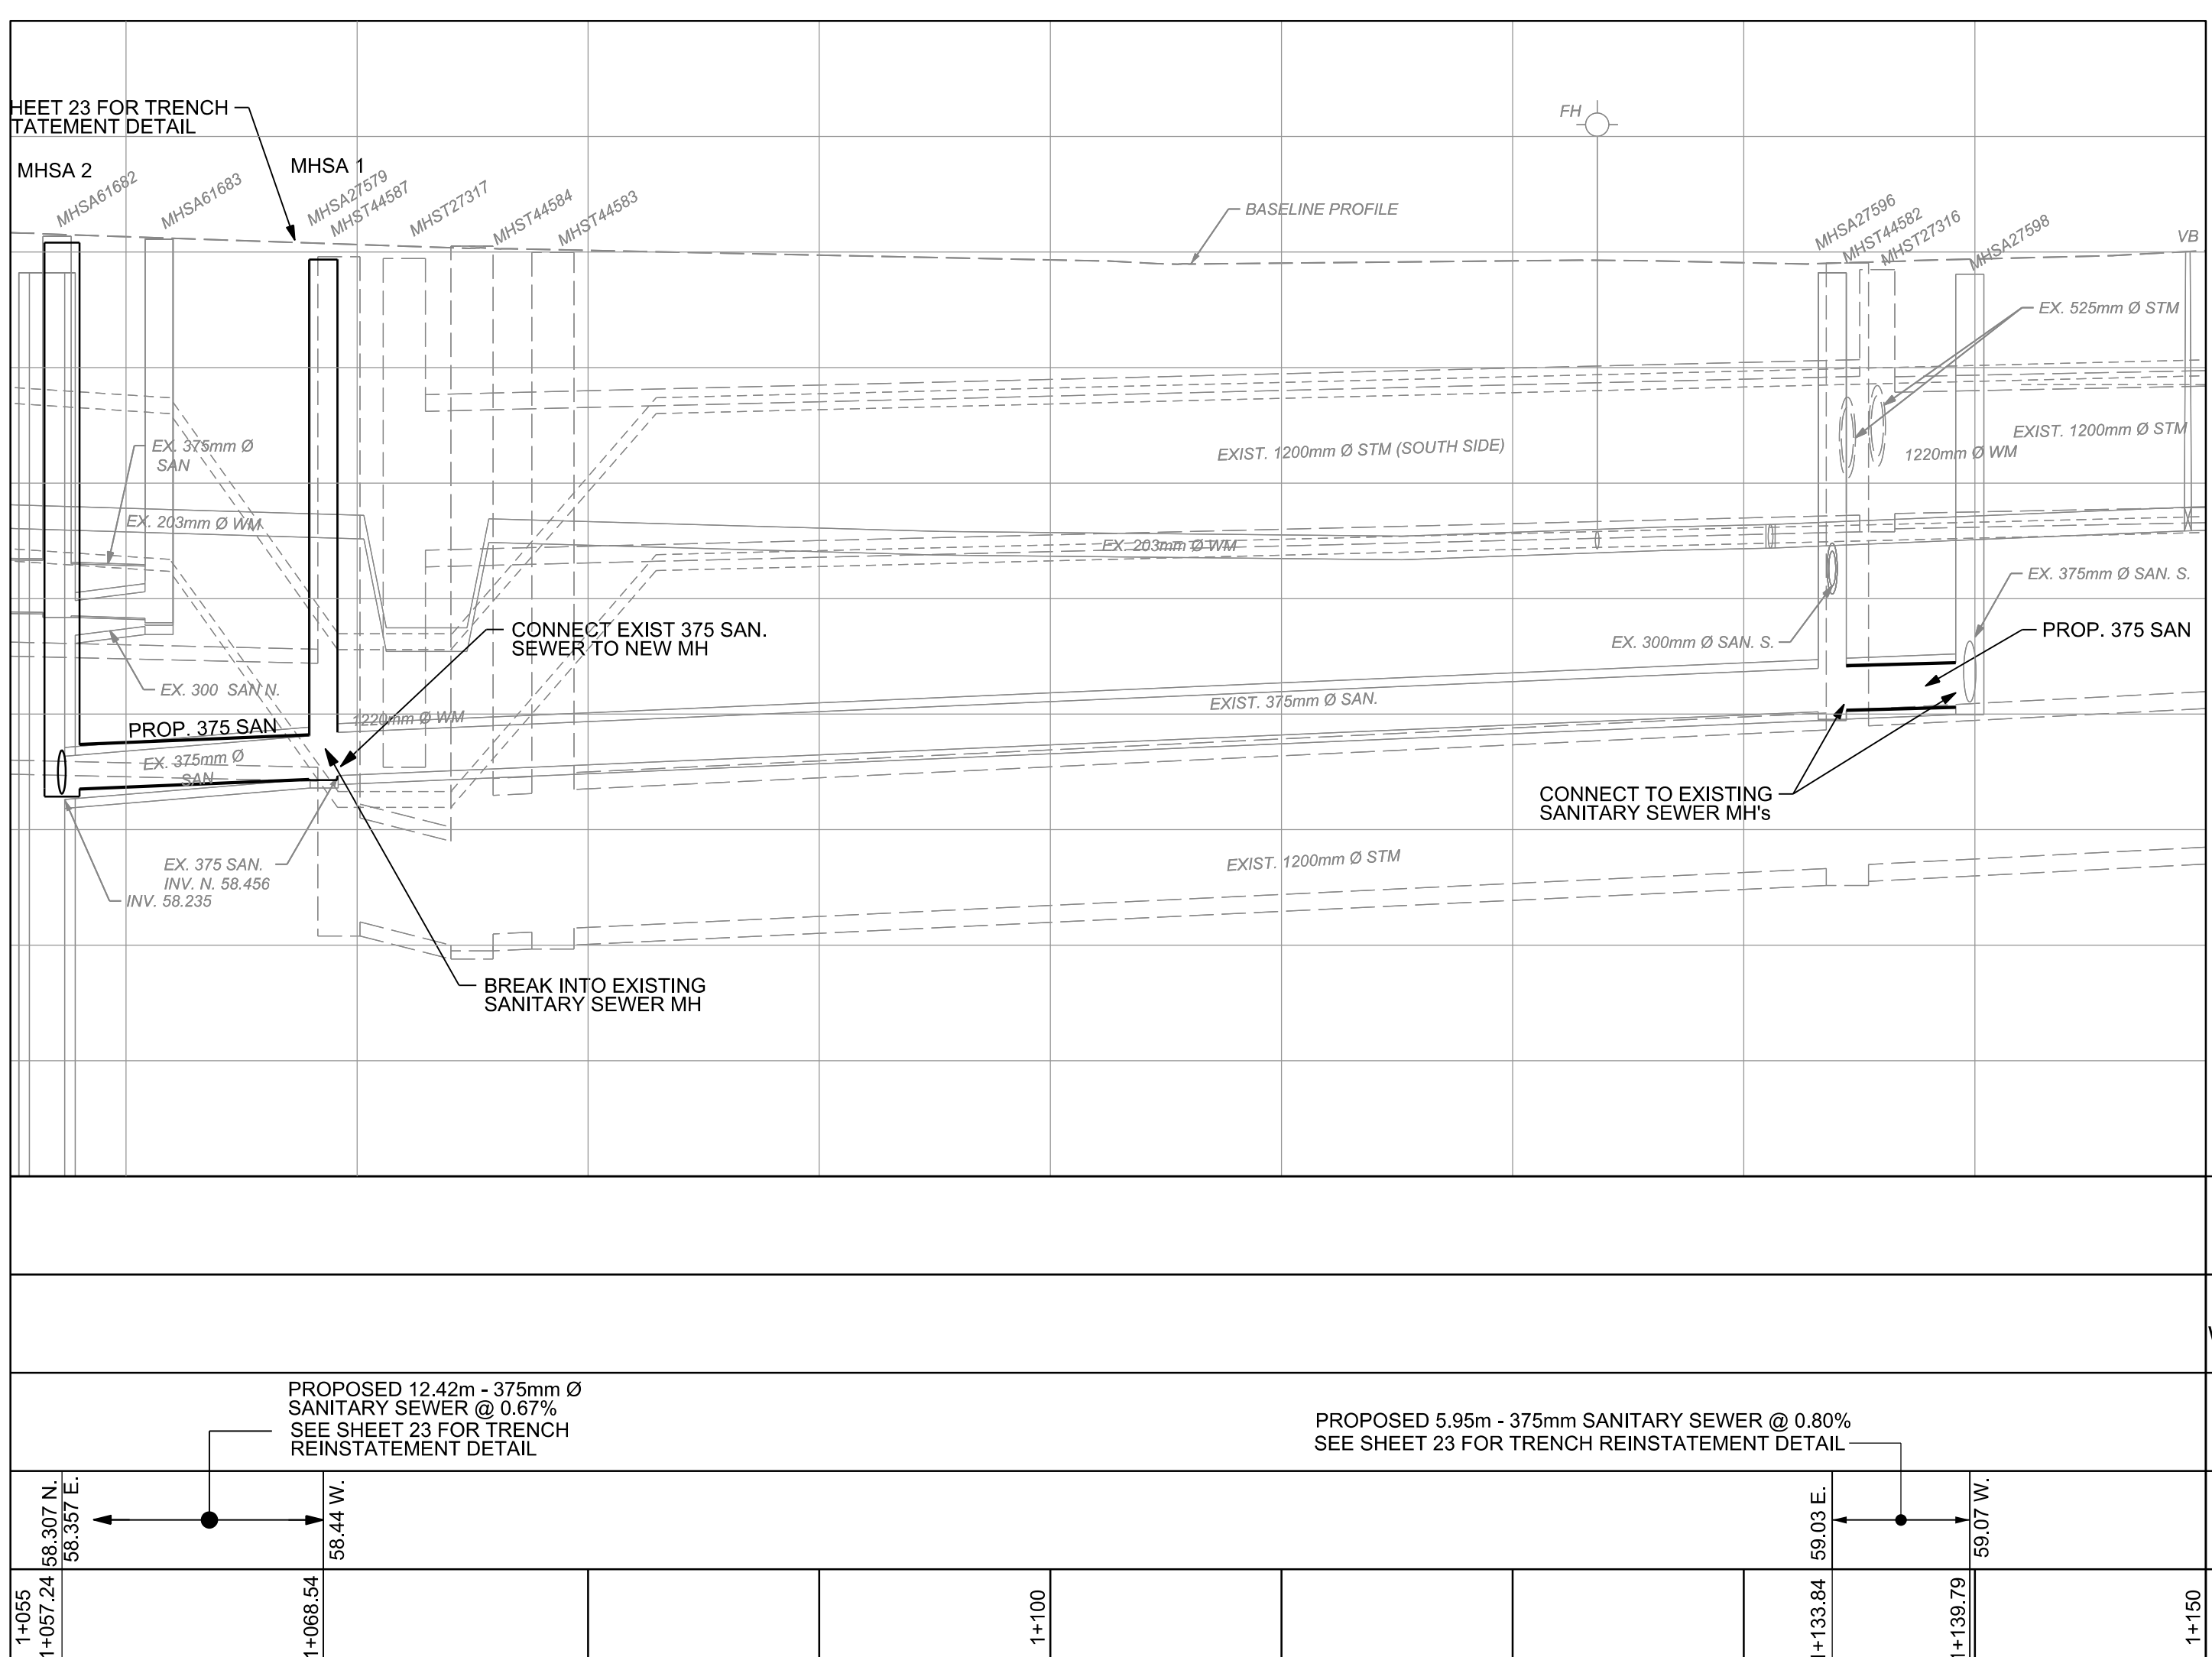 HEET 23 FOR TRENCH
TATEMENT DETAIL
MHSA 2
MHSA61682
MHSA61683
MHSA 1
MHSA27579
MHST44587
MHST27317
MHST44584
MHST44583
BASELINE PROFILE
FH
MHSA27596
MHST44582
MHST27316
MHSA27598
VB
EX. 525mm Ø STM
EX. 375mm Ø
SAN
EXIST. 1200mm Ø STM (SOUTH SIDE)
EXIST. 1200mm Ø STM
1220mm Ø WM
EX. 203mm Ø WM
EX. 203mm Ø WM
EX. 375mm Ø SAN. S.
CONNECT EXIST 375 SAN.
SEWER TO NEW MH
EX. 300mm Ø SAN. S.
PROP. 375 SAN
EX. 300 SAN N.
PROP. 375 SAN
1220mm Ø WM
EXIST. 375mm Ø SAN.
EX. 375mm Ø
SAN
CONNECT TO EXISTING
SANITARY SEWER MH's
EX. 375 SAN.
INV. N. 58.456
INV. 58.235
EXIST. 1200mm Ø STM
BREAK INTO EXISTING
SANITARY SEWER MH
PROPOSED 12.42m - 375mm Ø
SANITARY SEWER @ 0.67%
SEE SHEET 23 FOR TRENCH
REINSTATEMENT DETAIL
PROPOSED 5.95m - 375mm SANITARY SEWER @ 0.80%
SEE SHEET 23 FOR TRENCH REINSTATEMENT DETAIL
58.307 N.
58.357 E.
58.44 W.
59.03 E.
59.07 W.
1+055
1+057.24
1+068.54
1+100
1+133.84
1+139.79
1+150